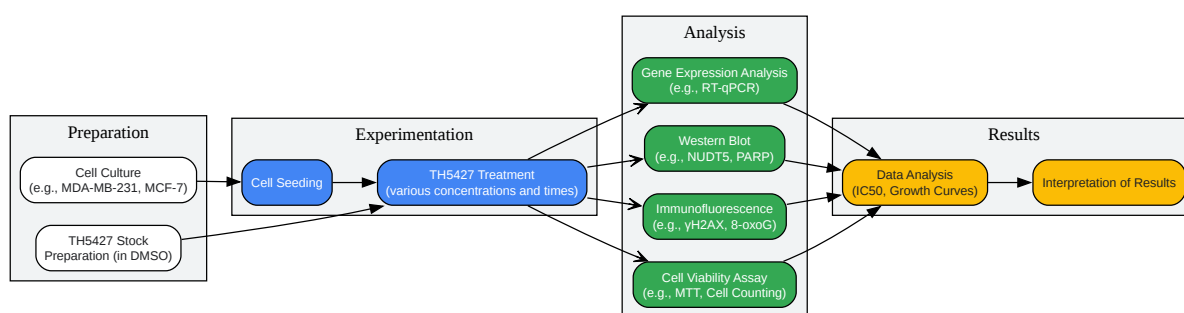 Preparation
Cell Culture
(e.g., MDA-MB-231, MCF-7)
TH5427 Stock
Preparation (in DMSO)
Experimentation
Cell Seeding
TH5427 Treatment
(various concentrations and times)
Analysis
Gene Expression Analysis
(e.g., RT-qPCR)
Western Blot
(e.g., NUDT5, PARP)
Immunofluorescence
(e.g., γH2AX, 8-oxoG)
Cell Viability Assay
(e.g., MTT, Cell Counting)
Results
Data Analysis
(IC50, Growth Curves)
Interpretation of Results